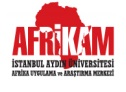 AFRİKAM
İSTANBUL AYDIN ÜNİVERSİTESİ
AFRİKA UYGULAMA ve ARAŞTIRMA MERKEZİ